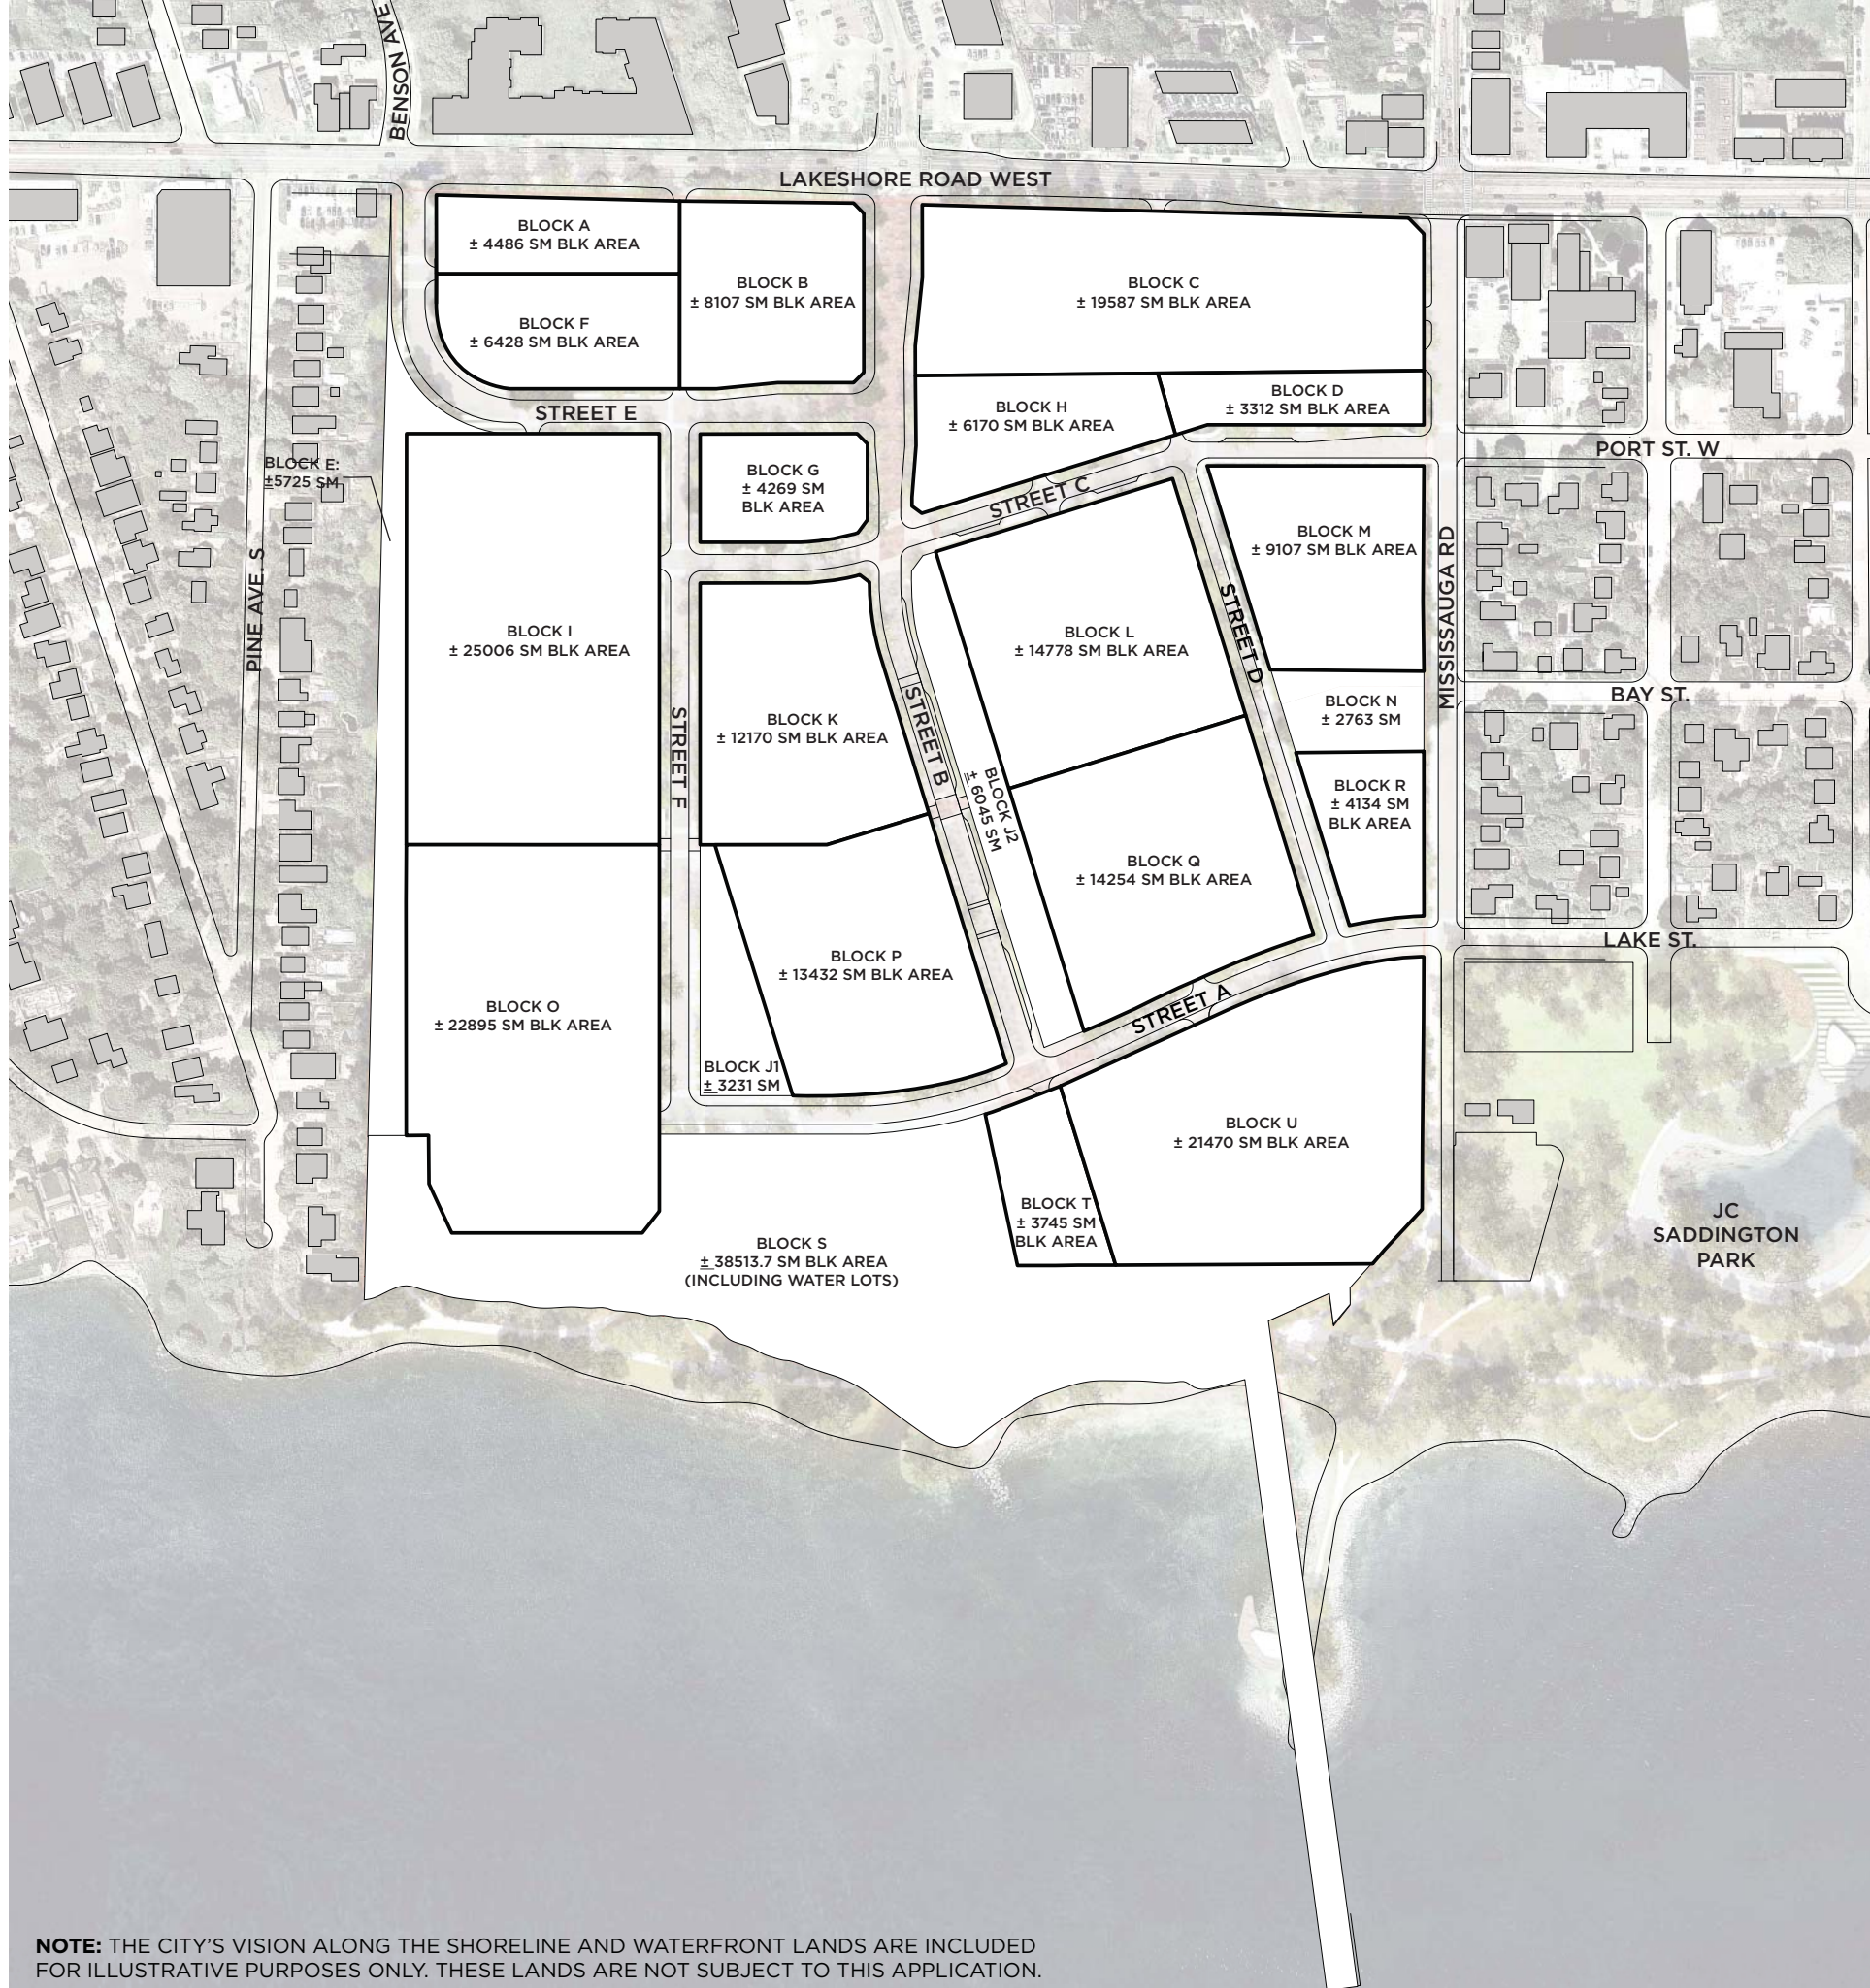 BENSON AVE
LAKESHORE ROAD WEST
BLOCK A
± 4486 SM BLK AREA
BLOCK B
± 8107 SM BLK AREA
BLOCK C
± 19587 SM BLK AREA
BLOCK F
± 6428 SM BLK AREA
BLOCK D
± 3312 SM BLK AREA
BLOCK H
± 6170 SM BLK AREA
STREET E
PORT ST. W
BLOCK E:
±5725 SM
BLOCK G
± 4269 SM
BLK AREA
STREET C
BLOCK M
± 9107 SM BLK AREA
PINE AVE. S
MISSISSAUGA RD
STREET D
BLOCK I
± 25006 SM BLK AREA
BLOCK L
± 14778 SM BLK AREA
BAY ST.
BLOCK N
± 2763 SM
BLOCK K
± 12170 SM BLK AREA
STREET F
STREET B
BLOCK J2
± 6045 SM
BLOCK R
± 4134 SM
BLK AREA
BLOCK Q
± 14254 SM BLK AREA
LAKE ST.
BLOCK P
± 13432 SM BLK AREA
STREET A
BLOCK O
± 22895 SM BLK AREA
BLOCK J1
± 3231 SM
BLOCK U
± 21470 SM BLK AREA
BLOCK T
± 3745 SM
BLK AREA
JC
SADDINGTON
PARK
BLOCK S
± 38513.7 SM BLK AREA
(INCLUDING WATER LOTS)
NOTE: THE CITY'S VISION ALONG THE SHORELINE AND WATERFRONT LANDS ARE INCLUDED
FOR ILLUSTRATIVE PURPOSES ONLY. THESE LANDS ARE NOT SUBJECT TO THIS APPLICATION.